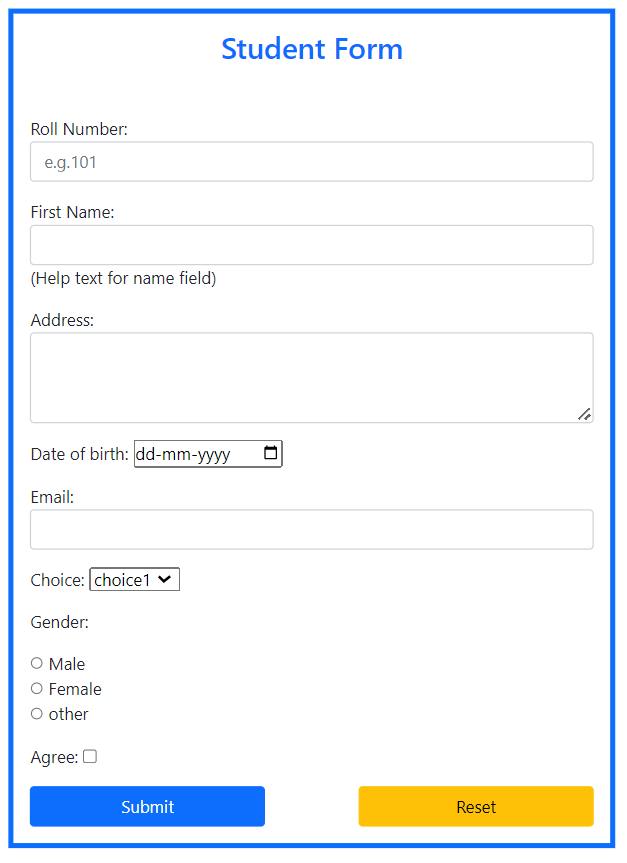 Student Form
Roll Number:
e.g.101
First Name:
(Help text for name field)
Address:
Date of birth: dd-mm-yyyy
Email:
Choice: choice1
Gender:
Male
Female
other
Agree:
Submit Reset